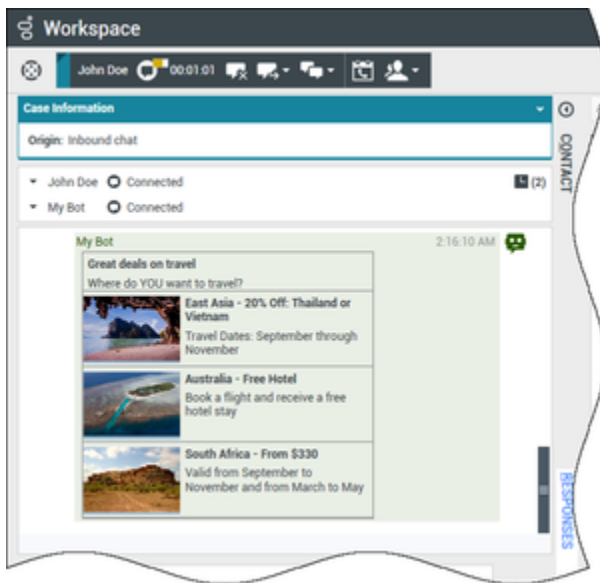 Workspace
John Doe 00:01:01
Case Information
Origin: Inbound chat
John Doe Connected (2)
My Bot Connected
My Bot 2:16:10 AM
Great deals on travel
Where do YOU want to travel?
East Asia - 20% Off: Thailand or
Vietnam
Travel Dates: September through
November
Australia - Free Hotel
Book a flight and receive a free
hotel stay
South Africa - From $330
Valid from September to
November and from March to May
CONTACT
RESPONSES